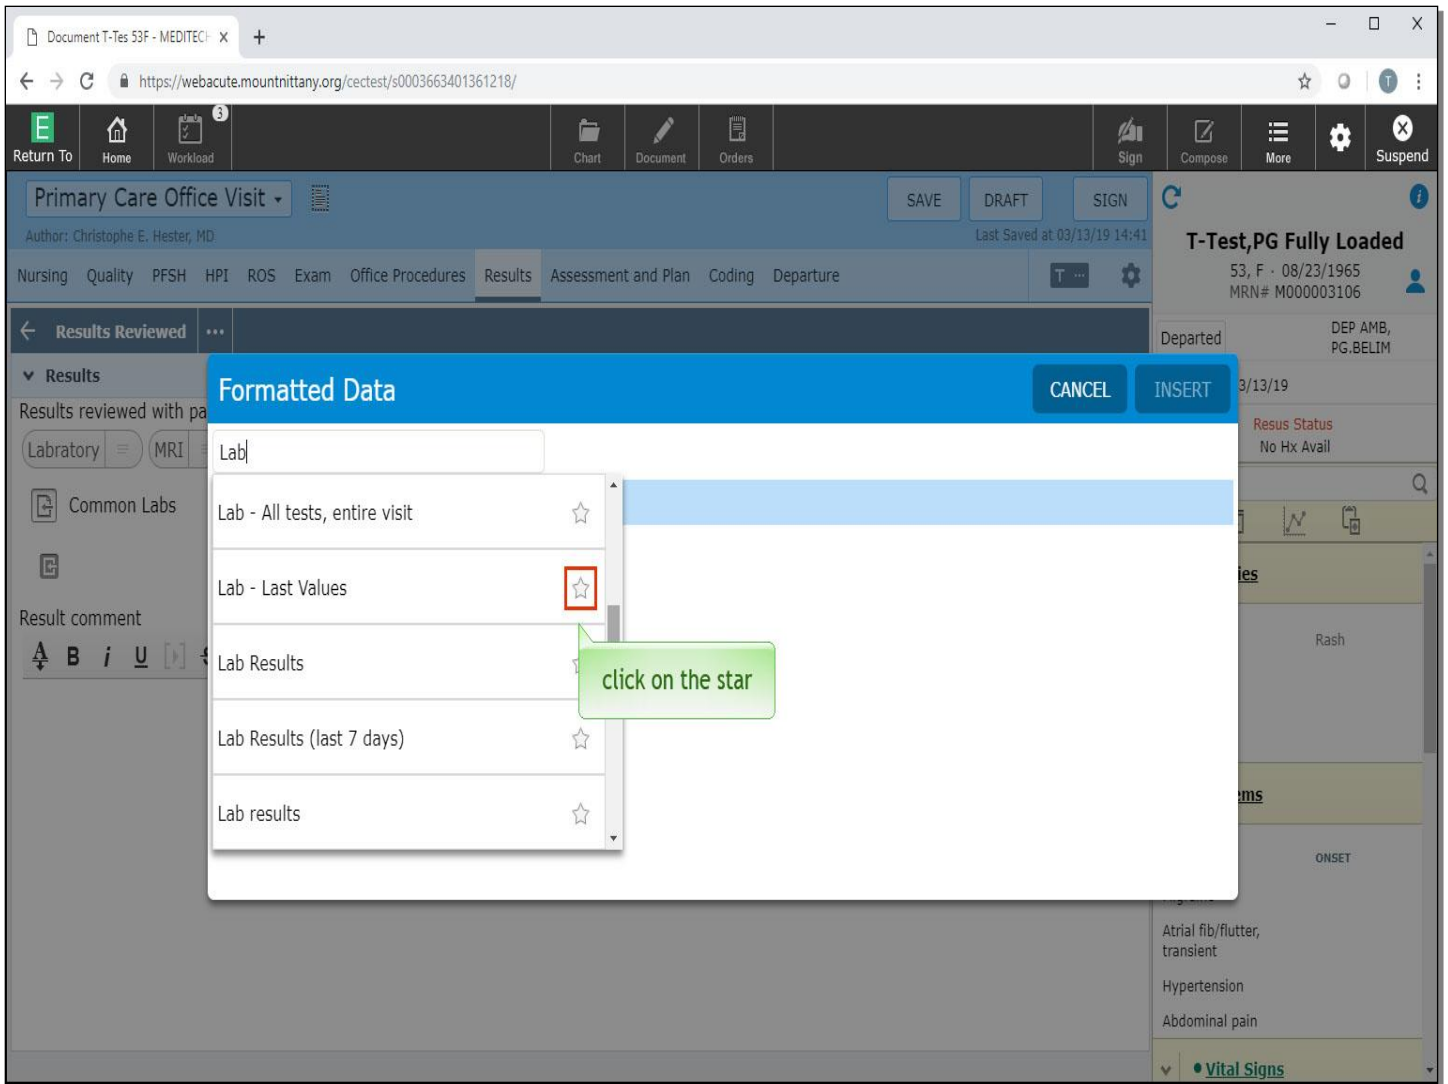 Document T-Tes 53F - MEDITECH
https://webacute.mountnittany.org/cectest/s0003663401361218/
T
E
Return To
Home
3
Workload
Chart
Document
Orders
Sign
Compose
More
Suspend
Primary Care Office Visit
SAVE
DRAFT
SIGN
Author: Christophe E. Hester, MD
Last Saved at 03/13/19 14:41
Nursing Quality PFSH HPI ROS Exam Office Procedures Results Assessment and Plan Coding Departure
T ...
T-Test,PG Fully Loaded
53, F · 08/23/1965
MRN# M000003106
Departed
DEP AMB,
PG.BELIM
3/13/19
Resus Status
No Hx Avail
Results Reviewed
Results
Results reviewed with pa
Labratory
MRI
Common Labs
Result comment
B i U
Formatted Data
CANCEL
INSERT
Lab
Lab - All tests, entire visit
Lab - Last Values
Lab Results
Lab Results (last 7 days)
Lab results
click on the star
ies
Rash
ems
ONSET
Atrial fib/flutter,
transient
Hypertension
Abdominal pain
Vital Signs